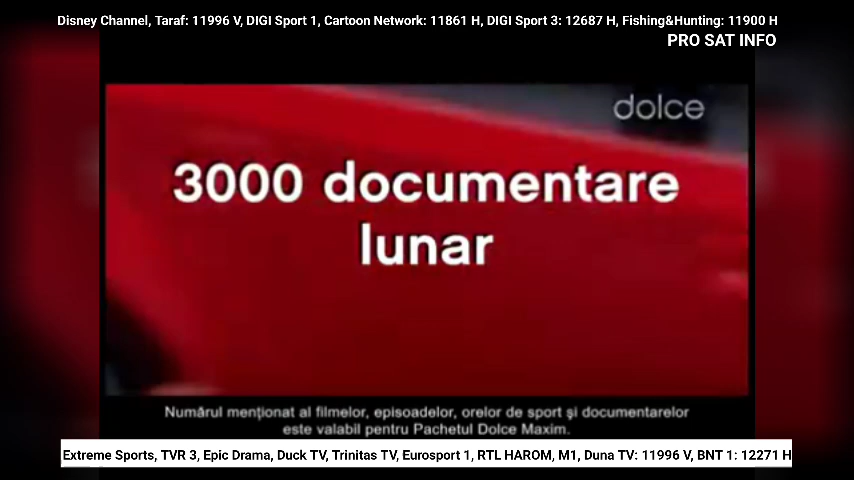 Disney Channel, Taraf: 11996 V, DIGI Sport 1, Cartoon Network: 11861 H, DIGI Sport 3: 12687 H, Fishing&Hunting: 11900 H
PRO SAT INFO
dolce
3000 documentare
lunar
Numărul menţionat al filmelor, episoadelor, orelor de sport şi documentarelor
este valabil pentru Pachetul Dolce Maxim.
Extreme Sports, TVR 3, Epic Drama, Duck TV, Trinitas TV, Eurosport 1, RTL HAROM, M1, Duna TV: 11996 V, BNT 1: 12271 H